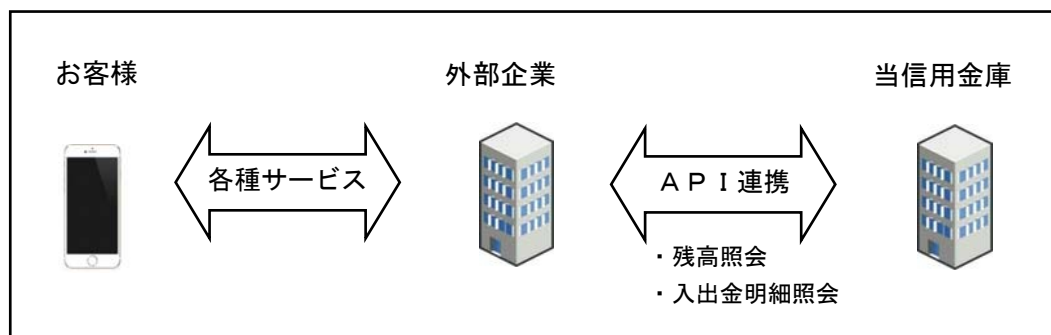 お客様
外部企業
当信用金庫
各種サービス
ＡＰＩ連携
・残高照会
・入出金明細照会